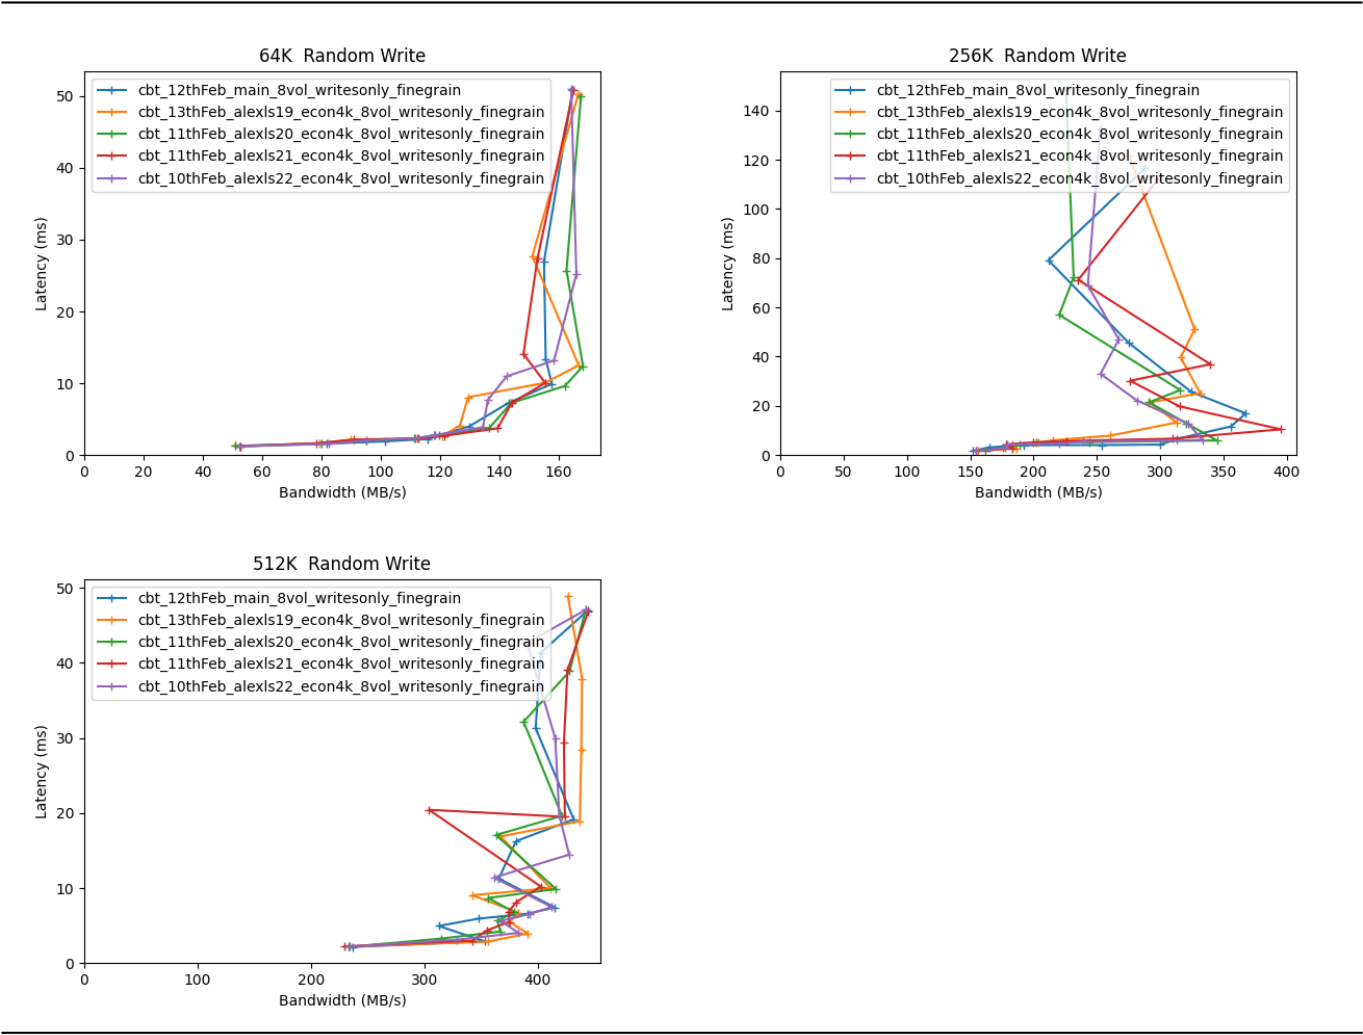 64K  Random Write
cbt_12thFeb_main_8vol_writesonly_finegrain
cbt_13thFeb_alexls19_econ4k_8vol_writesonly_finegrain
cbt_11thFeb_alexls20_econ4k_8vol_writesonly_finegrain
cbt_11thFeb_alexls21_econ4k_8vol_writesonly_finegrain
cbt_10thFeb_alexls22_econ4k_8vol_writesonly_finegrain
50
40
30
20
10
0
Latency (ms)
0 20 40 60 80 100 120 140 160
Bandwidth (MB/s)
256K  Random Write
cbt_12thFeb_main_8vol_writesonly_finegrain
cbt_13thFeb_alexls19_econ4k_8vol_writesonly_finegrain
cbt_11thFeb_alexls20_econ4k_8vol_writesonly_finegrain
cbt_11thFeb_alexls21_econ4k_8vol_writesonly_finegrain
cbt_10thFeb_alexls22_econ4k_8vol_writesonly_finegrain
140
120
100
80
60
40
20
0
Latency (ms)
0 50 100 150 200 250 300 350 400
Bandwidth (MB/s)
512K  Random Write
cbt_12thFeb_main_8vol_writesonly_finegrain
cbt_13thFeb_alexls19_econ4k_8vol_writesonly_finegrain
cbt_11thFeb_alexls20_econ4k_8vol_writesonly_finegrain
cbt_11thFeb_alexls21_econ4k_8vol_writesonly_finegrain
cbt_10thFeb_alexls22_econ4k_8vol_writesonly_finegrain
50
40
30
20
10
0
Latency (ms)
0 100 200 300 400
Bandwidth (MB/s)